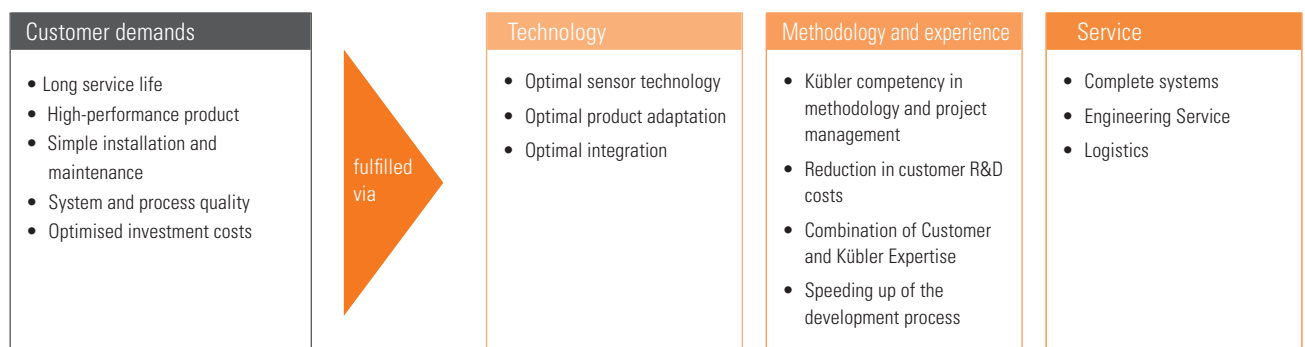 Customer demands
• Long service life
• High-performance product
• Simple installation and
maintenance
• System and process quality
• Optimised investment costs
fulfilled
via
Technology
• Optimal sensor technology
• Optimal product adaptation
• Optimal integration
Methodology and experience
• Kübler competency in
methodology and project
management
• Reduction in customer R&D
costs
• Combination of Customer
and Kübler Expertise
• Speeding up of the
development process
Service
• Complete systems
• Engineering Service
• Logistics